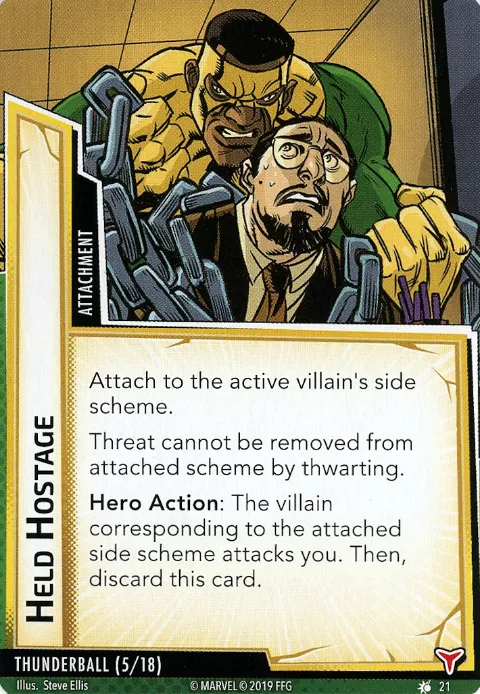 ATTACHMENT
HELD HOSTAGE
Attach to the active villain's side
scheme.
Threat cannot be removed from
attached scheme by thwarting.
Hero Action: The villain
corresponding to the attached
side scheme attacks you. Then,
discard this card.
THUNDERBALL (5/18)
Illus. Steve Ellis
© MARVEL © 2019 FFG
21